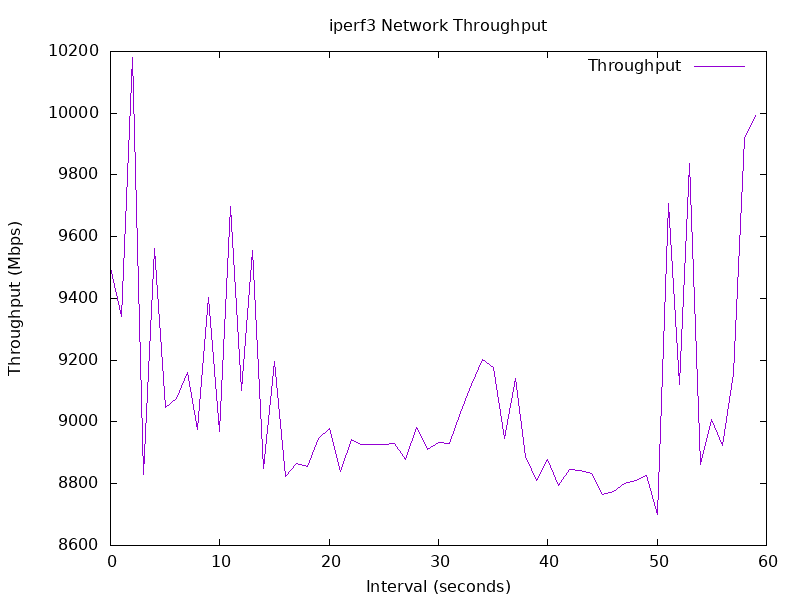 iperf3 Network Throughput
Throughput
Throughput (Mbps)
10200
10000
9800
9600
9400
9200
9000
8800
8600
0 10 20 30 40 50 60
Interval (seconds)